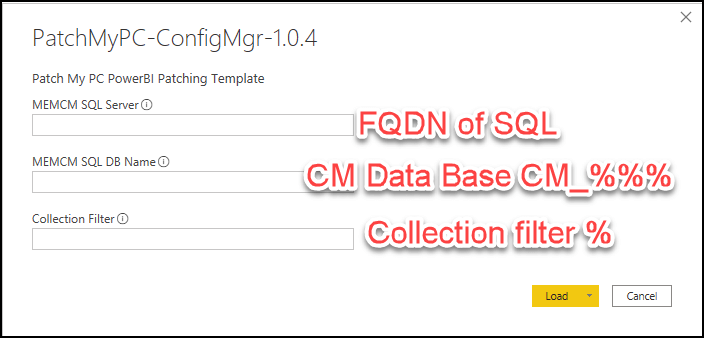 PatchMyPC-ConfigMgr-1.0.4
Patch My PC PowerBI Patching Template
MEMCM SQL Server
FQDN of SQL
MEMCM SQL DB Name
CM Data Base CM_%%%
Collection Filter
Collection filter %
Load
Cancel